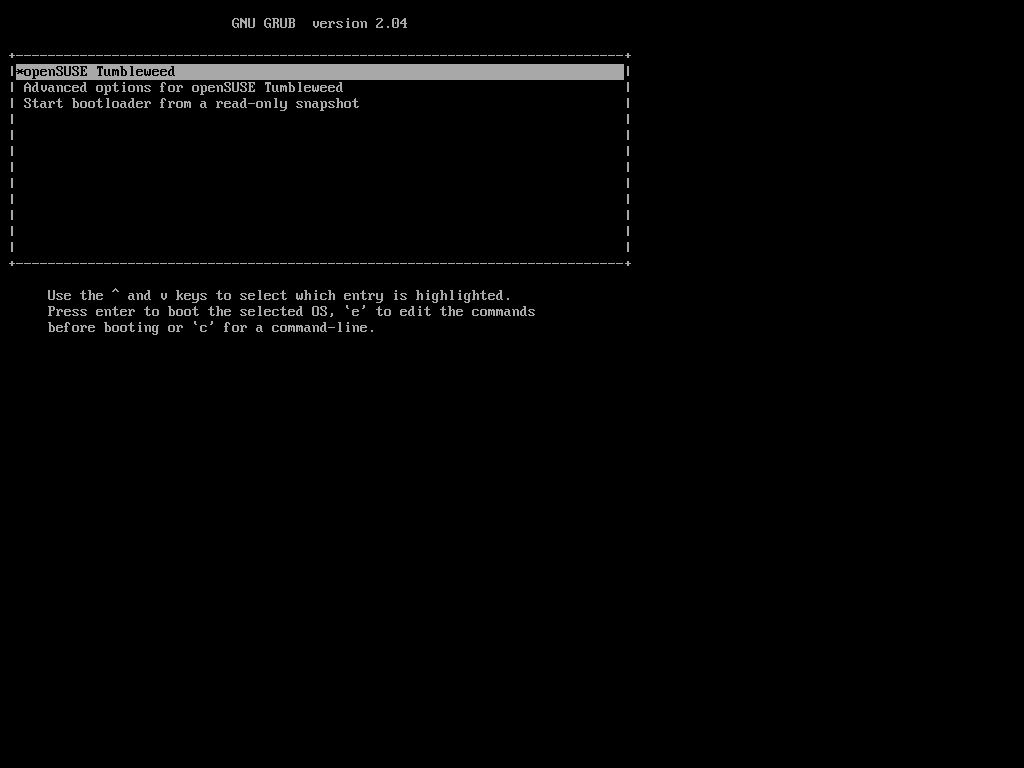 GNU GRUB  version 2.04
*openSUSE Tumbleweed
Advanced options for openSUSE Tumbleweed
Start bootloader from a read-only snapshot
Use the ^ and v keys to select which entry is highlighted.
Press enter to boot the selected OS, `e' to edit the commands
before booting or `c' for a command-line.